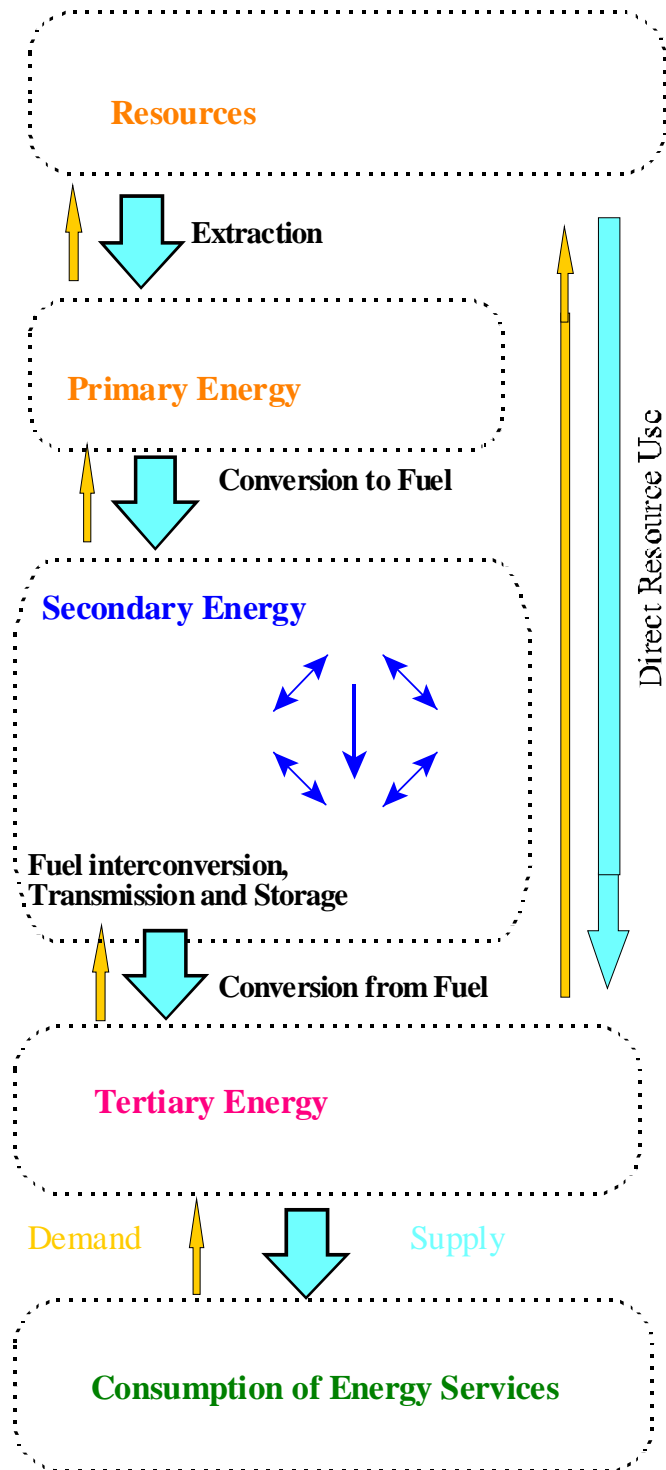 Resources
Extraction
Primary Energy
Conversion to Fuel
Direct Resource Use
Secondary Energy
Fuel interconversion,
Transmission and Storage
Conversion from Fuel
Tertiary Energy
Demand
Supply
Consumption of Energy Services